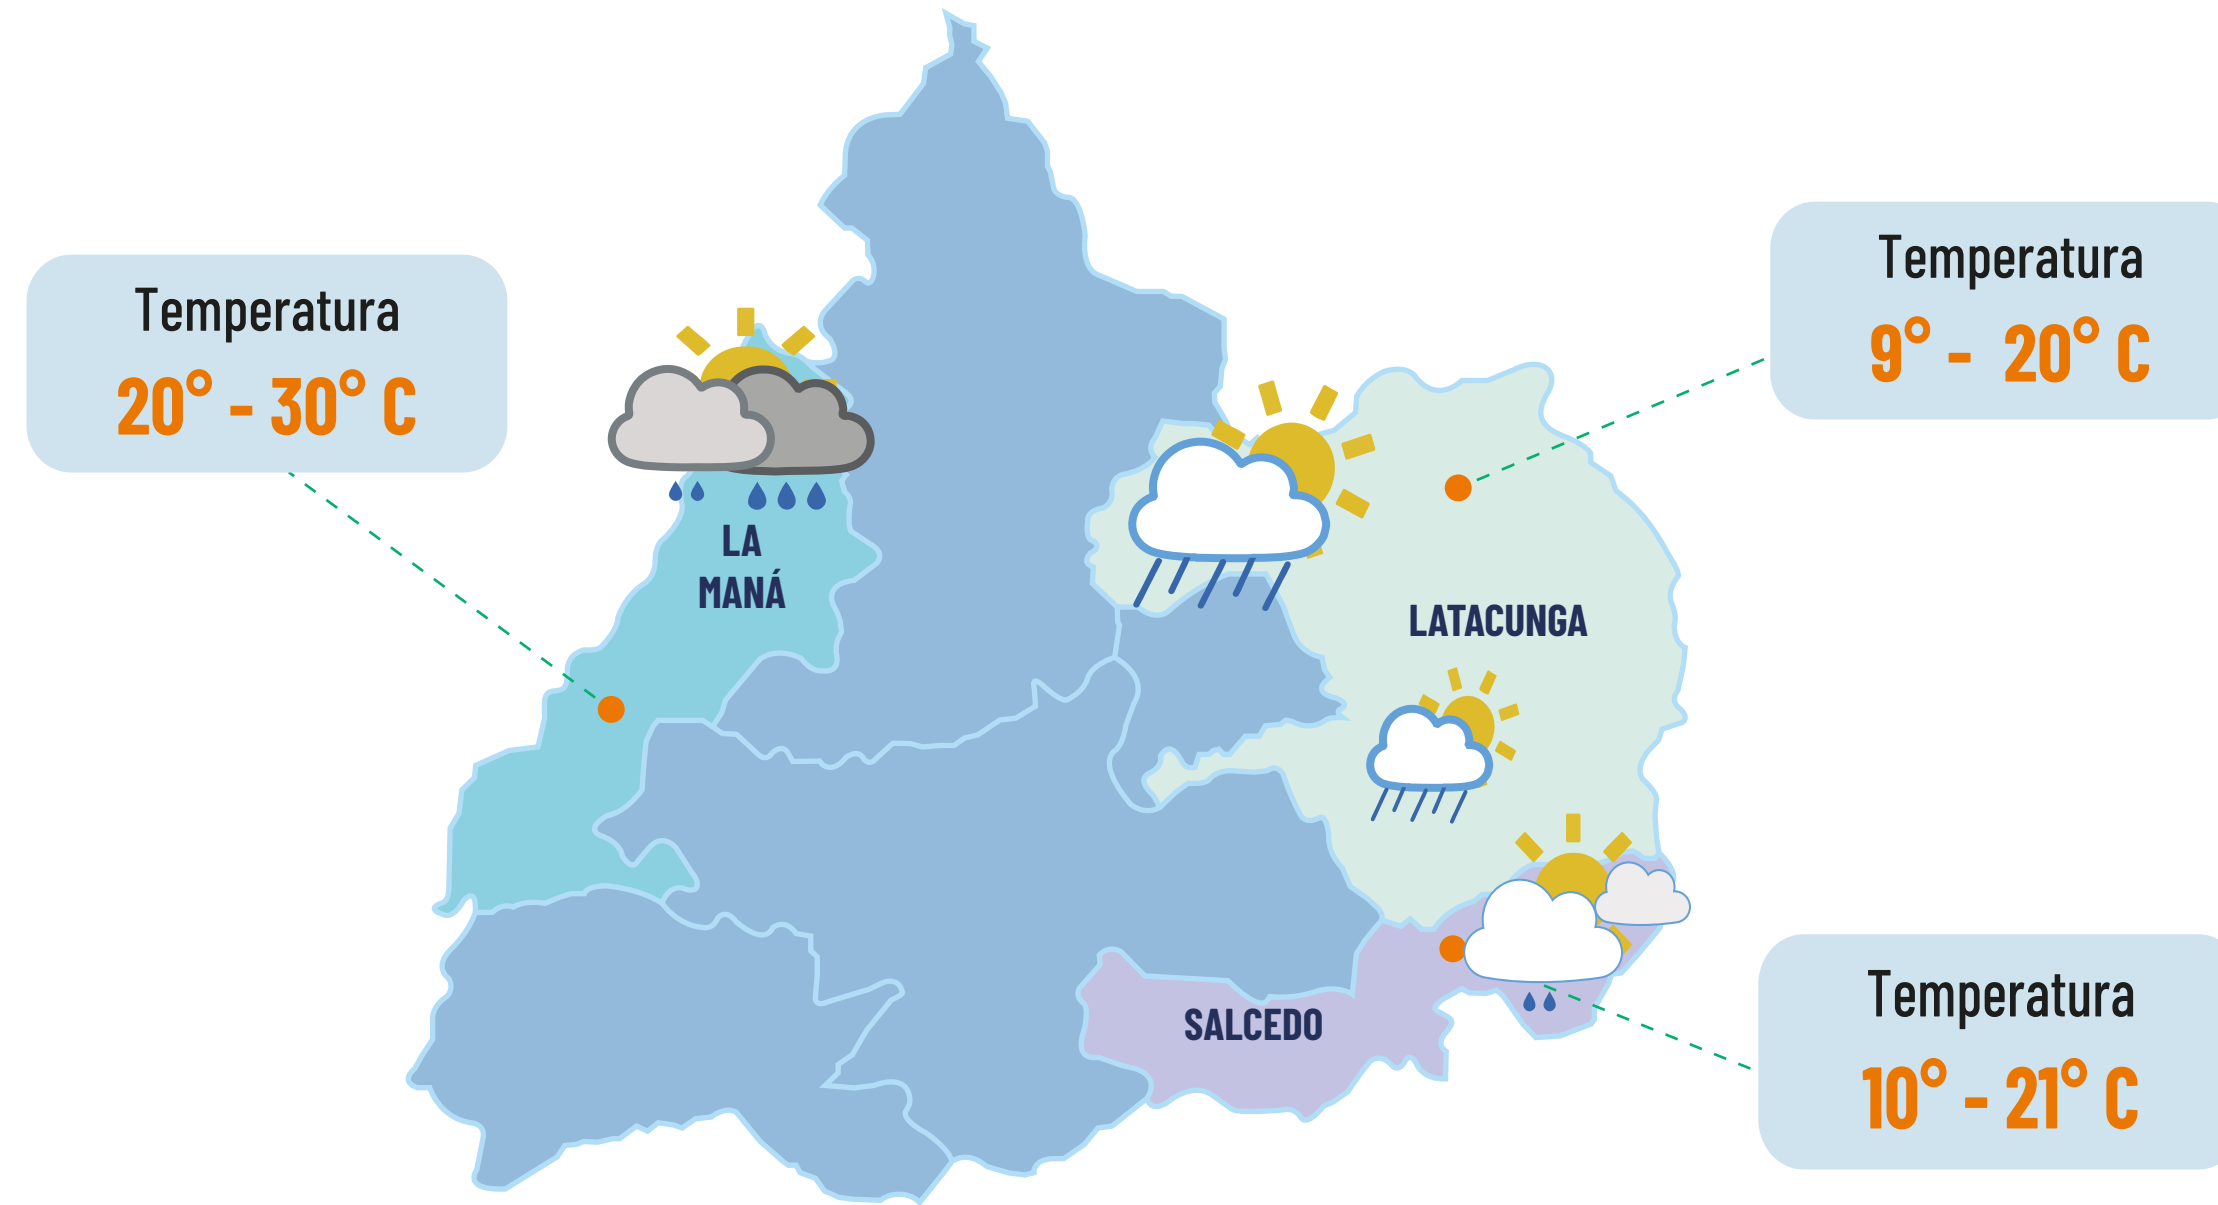 Temperatura
20° - 30° C
Temperatura
9° - 20° C
LA
MANÁ
LATACUNGA
SALCEDO
Temperatura
10° - 21° C